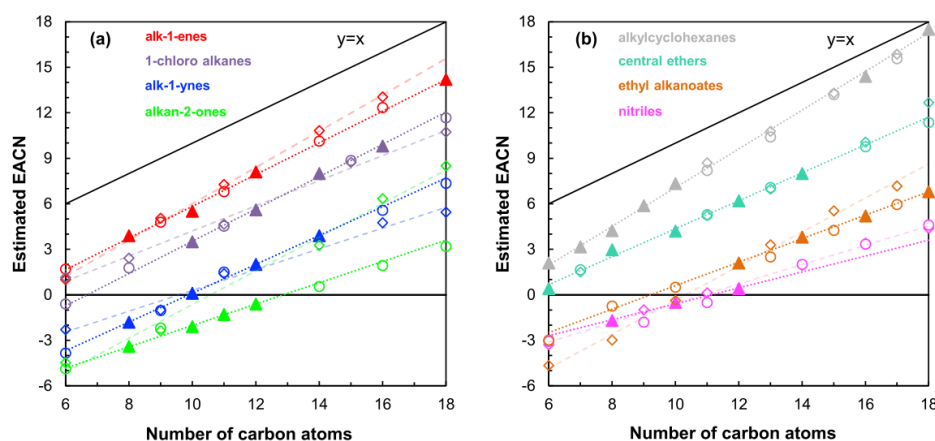 (a)
alk-1-enes
1-chloro alkanes
alk-1-ynes
alkan-2-ones
y=x
Estimated EACN
18
15
12
9
6
3
0
-3
-6
6 8 10 12 14 16 18
Number of carbon atoms
(b)
alkylcyclohexanes
central ethers
ethyl alkanoates
nitriles
y=x
Estimated EACN
18
15
12
9
6
3
0
-3
-6
6 8 10 12 14 16 18
Number of carbon atoms